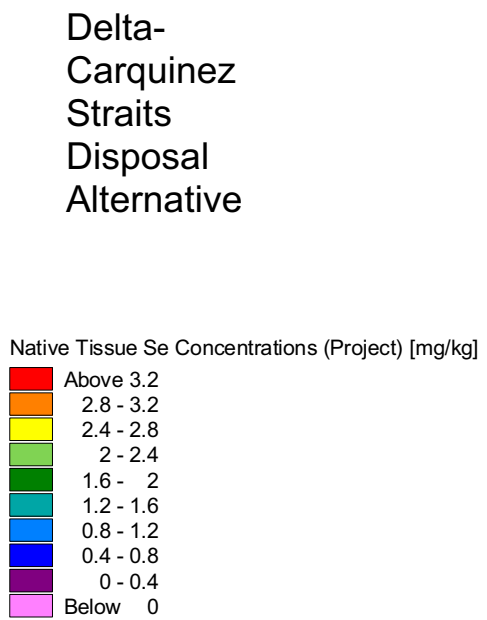 Delta-
Carquinez
Straits
Disposal
Alternative
Native Tissue Se Concentrations (Project) [mg/kg]
Above 3.2
2.8 - 3.2
2.4 - 2.8
2 - 2.4
1.6 - 2
1.2 - 1.6
0.8 - 1.2
0.4 - 0.8
0 - 0.4
Below 0